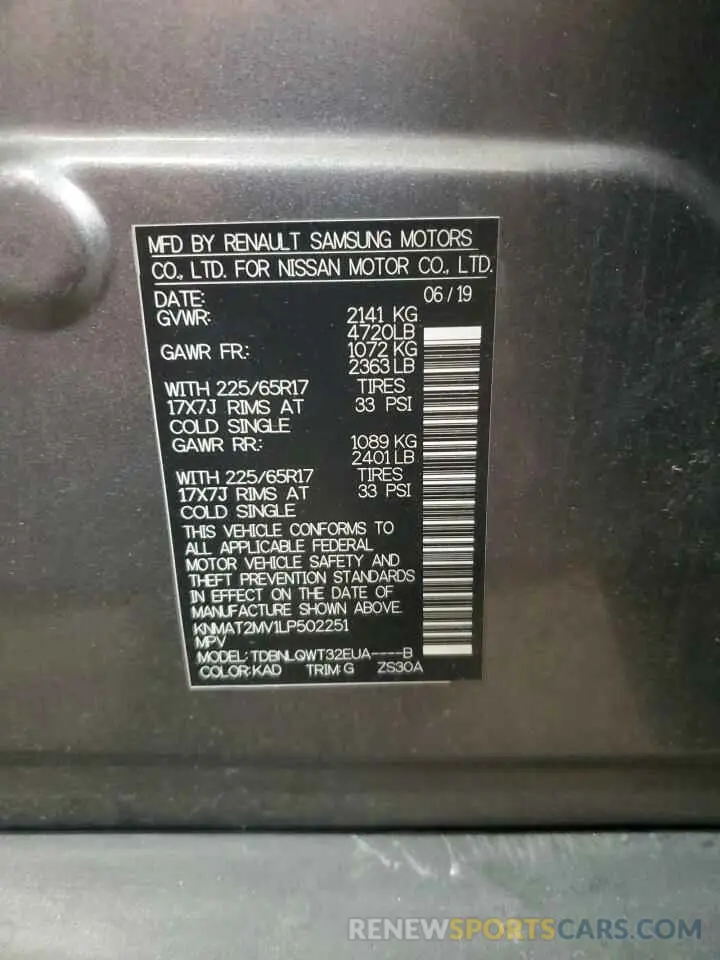 MFD BY RENAULT SAMSUNG MOTORS
CO., LTD. FOR NISSAN MOTOR CO., LTD.
DATE: 06/19
GVWR: 2141 KG
4720LB
GAWR FR: 1072 KG
2363LB
WITH 225/65R17 TIRES
17X7J RIMS AT 33 PSI
COLD SINGLE
GAWR RR: 1089 KG
2401LB
WITH 225/65R17 TIRES
17X7J RIMS AT 33 PSI
COLD SINGLE
THIS VEHICLE CONFORMS TO
ALL APPLICABLE FEDERAL
MOTOR VEHICLE SAFETY AND
THEFT PREVENTION STANDARDS
IN EFFECT ON THE DATE OF
MANUFACTURE SHOWN ABOVE.
KNMAT2MV1LP502251
MPV
MODEL: TDBNLQWT32EUA----B
COLOR:KAD TRIM:G ZS30A
RENEWSPORTSCARS.COM